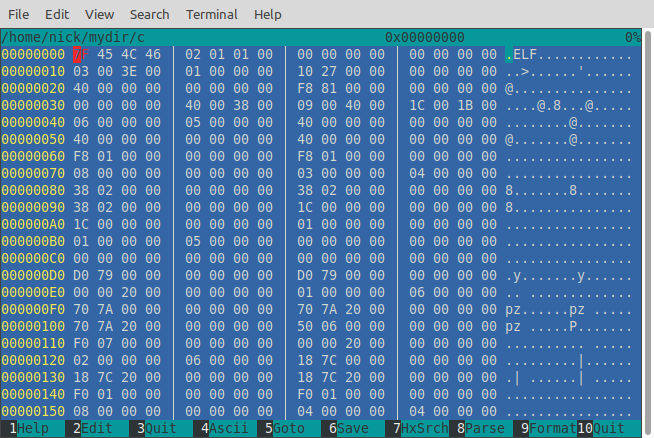 File Edit View Search Terminal Help
/home/nick/mydir/c 0x00000000 0%
00000000 7F 45 4C 46 02 01 01 00 00 00 00 00 00 00 00 00 .ELF............
00000010 03 00 3E 00 01 00 00 00 10 27 00 00 00 00 00 00 ..>......'......
00000020 40 00 00 00 00 00 00 00 F8 81 00 00 00 00 00 00 @...............
00000030 00 00 00 00 40 00 38 00 09 00 40 00 1C 00 1B 00 ....@.8...@.....
00000040 06 00 00 00 05 00 00 00 40 00 00 00 00 00 00 00 ........@.......
00000050 40 00 00 00 00 00 00 00 40 00 00 00 00 00 00 00 @.......@.......
00000060 F8 01 00 00 00 00 00 00 F8 01 00 00 00 00 00 00 ................
00000070 08 00 00 00 00 00 00 00 03 00 00 00 04 00 00 00 ................
00000080 38 02 00 00 00 00 00 00 38 02 00 00 00 00 00 00 8.......8.......
00000090 38 02 00 00 00 00 00 00 1C 00 00 00 00 00 00 00 8...............
000000A0 1C 00 00 00 00 00 00 00 01 00 00 00 00 00 00 00 ................
000000B0 01 00 00 00 05 00 00 00 00 00 00 00 00 00 00 00 ................
000000C0 00 00 00 00 00 00 00 00 00 00 00 00 00 00 00 00 ................
000000D0 D0 79 00 00 00 00 00 00 D0 79 00 00 00 00 00 00 .y.......y......
000000E0 00 00 20 00 00 00 00 00 01 00 00 00 06 00 00 00 .. .............
000000F0 70 7A 00 00 00 00 00 00 70 7A 20 00 00 00 00 00 pz......pz .....
00000100 70 7A 20 00 00 00 00 00 50 06 00 00 00 00 00 00 pz .....P.......
00000110 F0 07 00 00 00 00 00 00 00 00 20 00 00 00 00 00 .......... .....
00000120 02 00 00 00 06 00 00 00 18 7C 00 00 00 00 00 00 .........|......
00000130 18 7C 20 00 00 00 00 00 18 7C 20 00 00 00 00 00 .| ......| .....
00000140 F0 01 00 00 00 00 00 00 F0 01 00 00 00 00 00 00 ................
00000150 08 00 00 00 00 00 00 00 04 00 00 00 04 00 00 00 ................
1Help 2Edit 3Quit 4Ascii 5Goto 6Save 7HxSrch 8Parse 9Format10Quit